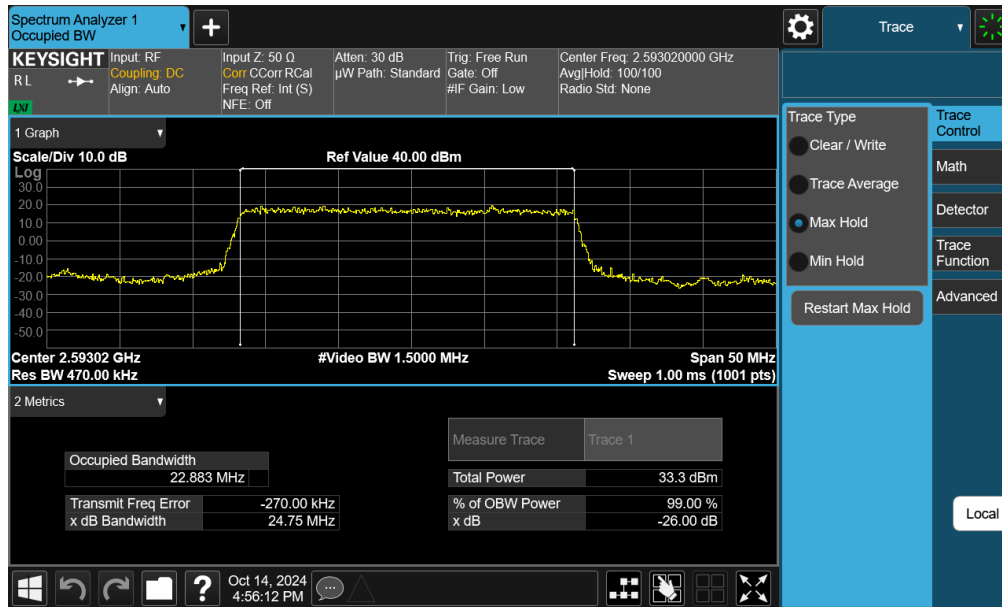 Spectrum Analyzer 1
Occupied BW
+
Trace
KEYSIGHT
R L
LXI
Input: RF
Coupling: DC
Align: Auto
Input Z: 50 Ω
Corr CCorr RCal
Freq Ref: Int (S)
NFE: Off
Atten: 30 dB
µW Path: Standard
Trig: Free Run
Gate: Off
#IF Gain: Low
Center Freq: 2.593020000 GHz
Avg|Hold: 100/100
Radio Std: None
1 Graph
Scale/Div 10.0 dB
Ref Value 40.00 dBm
Log
30.0
20.0
10.0
0.00
-10.0
-20.0
-30.0
-40.0
-50.0
Center 2.59302 GHz
#Video BW 1.5000 MHz
Span 50 MHz
Res BW 470.00 kHz
Sweep 1.00 ms (1001 pts)
2 Metrics
Measure Trace Trace 1
Occupied Bandwidth
22.883 MHz
Total Power 33.3 dBm
Transmit Freq Error -270.00 kHz
% of OBW Power 99.00 %
x dB Bandwidth 24.75 MHz
x dB -26.00 dB
Trace Type
Clear / Write
Trace Average
Max Hold
Min Hold
Restart Max Hold
Trace
Control
Math
Detector
Trace
Function
Advanced
Local
?
Oct 14, 2024
4:56:12 PM